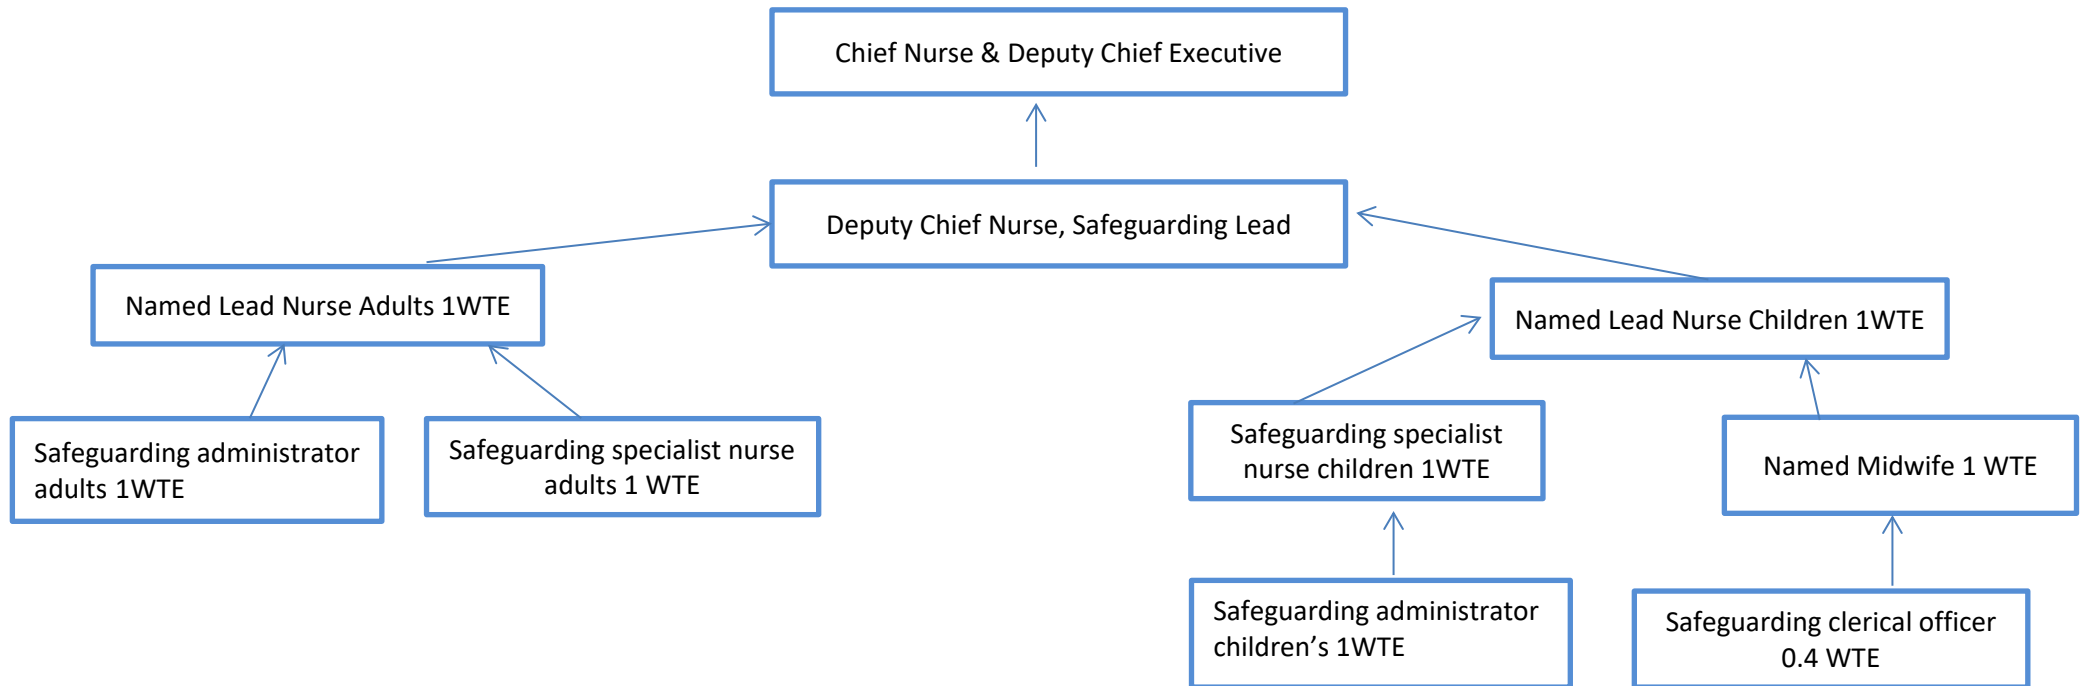 Chief Nurse & Deputy Chief Executive
Deputy Chief Nurse, Safeguarding Lead
Named Lead Nurse Adults 1WTE
Named Lead Nurse Children 1WTE
Safeguarding administrator
adults 1WTE
Safeguarding specialist nurse
adults 1 WTE
Safeguarding specialist
nurse children 1WTE
Named Midwife 1 WTE
Safeguarding administrator
children’s 1WTE
Safeguarding clerical officer
0.4 WTE